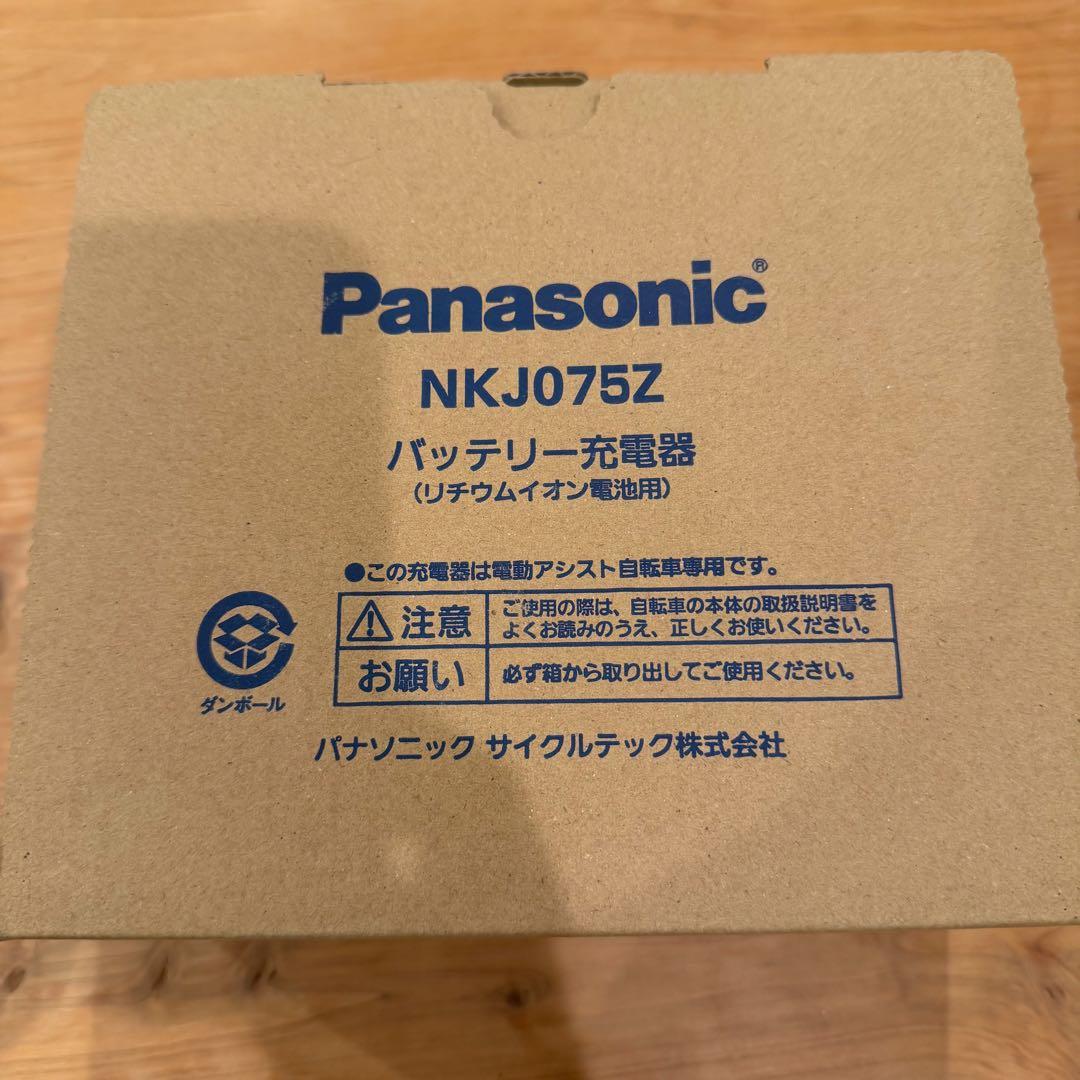 Panasonic®
NKJ075Z
バッテリー充電器
(リチウムイオン電池用)
●この充電器は電動アシスト自転車専用です。
注意
ご使用の際は、自転車の本体の取扱説明書を
よくお読みのうえ、正しくお使いください。
お願い
必ず箱から取り出してご使用ください。
ダンボール
パナソニック サイクルテック株式会社